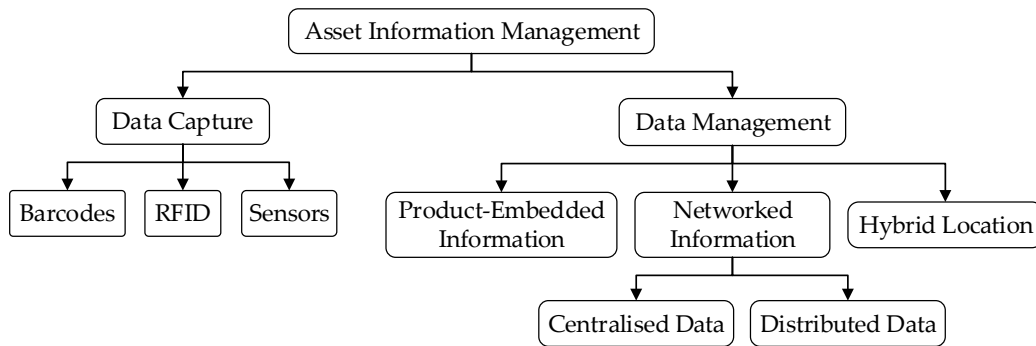 Asset Information Management
Data Capture
Data Management
Barcodes
RFID
Sensors
Product-Embedded
Information
Networked
Information
Hybrid Location
Centralised Data
Distributed Data